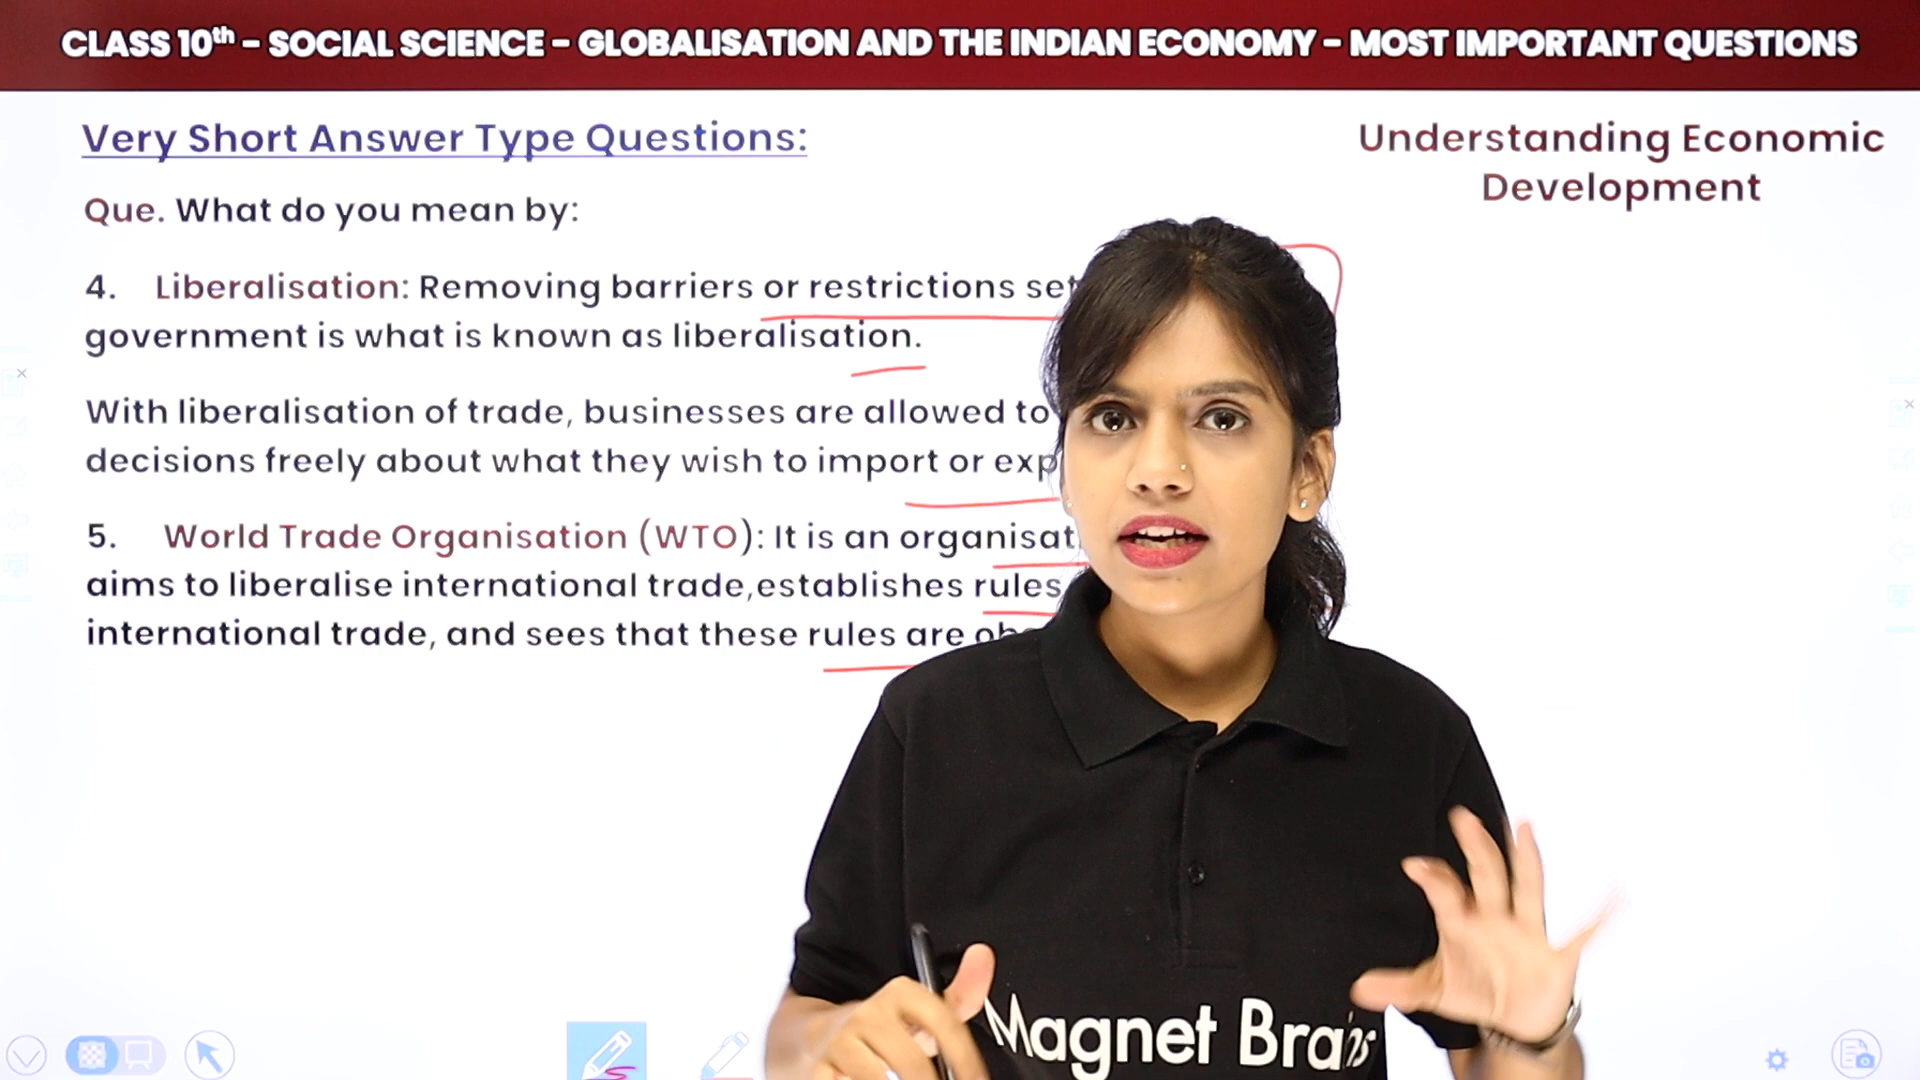 CLASS 10th – SOCIAL SCIENCE – GLOBALISATION AND THE INDIAN ECONOMY – MOST IMPORTANT QUESTIONS
Very Short Answer Type Questions:
Understanding Economic
Development
Que. What do you mean by:
4. Liberalisation: Removing barriers or restrictions set
government is what is known as liberalisation.
With liberalisation of trade, businesses are allowed to
decisions freely about what they wish to import or
5. World Trade Organisation (WTO): It is an
aims to liberalise international trade,establishes rules
international trade, and sees that these rules are
Magnet Brains